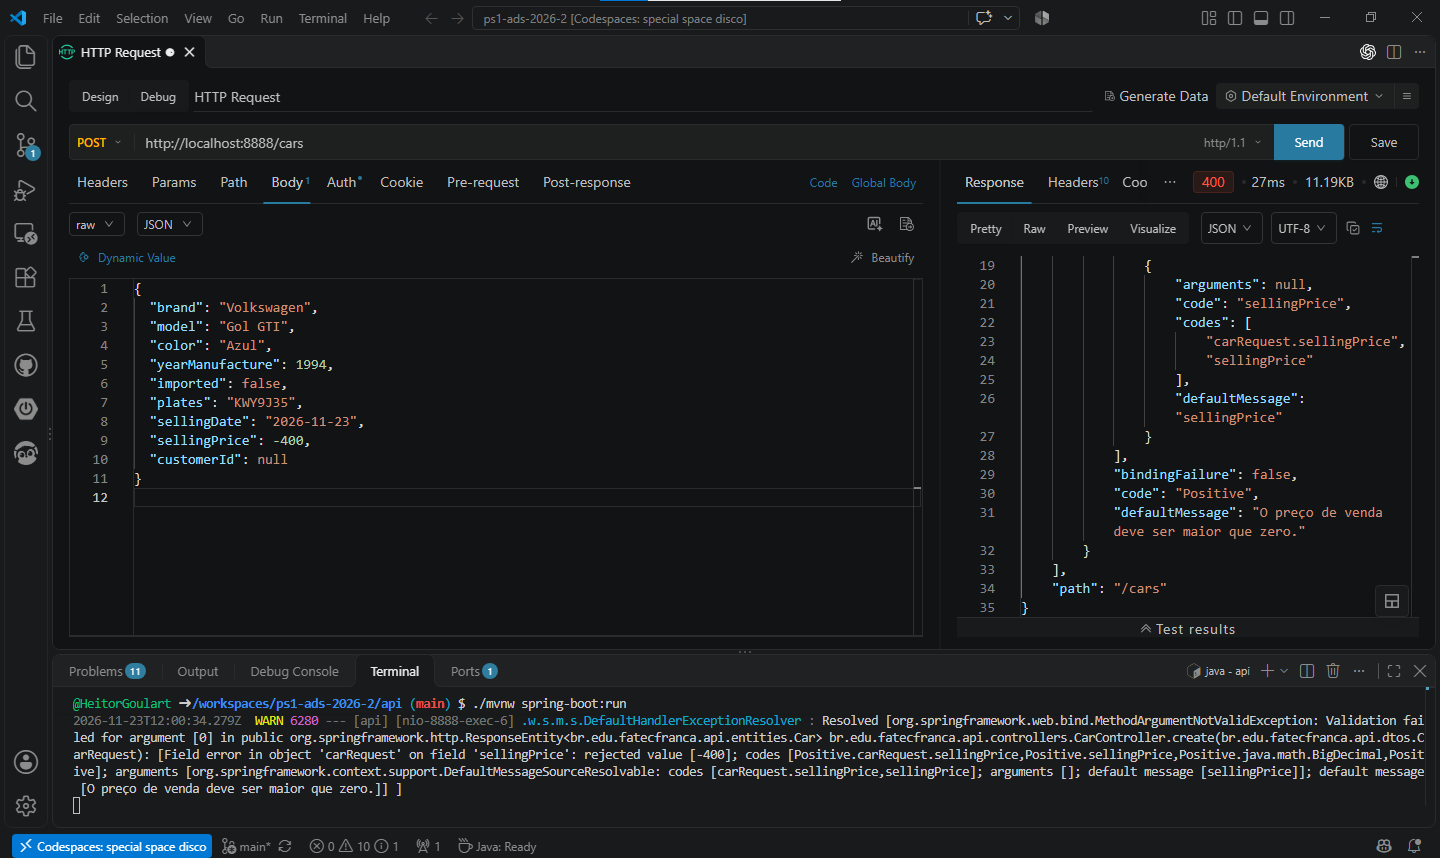 File Edit Selection View Go Run Terminal Help
ps1-ads-2026-2 [Codespaces: special space disco]
HTTP HTTP Request
Design Debug HTTP Request
Generate Data Default Environment
POST http://localhost:8888/cars http/1.1 Send Save
Headers Params Path Body 1 Auth Cookie Pre-request Post-response Code Global Body
raw JSON
AI
Dynamic Value Beautify
1 {
2 "brand": "Volkswagen",
3 "model": "Gol GTI",
4 "color": "Azul",
5 "yearManufacture": 1994,
6 "imported": false,
7 "plates": "KWY9J35",
8 "sellingDate": "2026-11-23",
9 "sellingPrice": -400,
10 "customerId": null
11 }
12
Response Headers 10 Coo ··· 400 27ms 11.19KB
Pretty Raw Preview Visualize JSON UTF-8
19 {
20 "arguments": null,
21 "code": "sellingPrice",
22 "codes": [
23 "carRequest.sellingPrice",
24 "sellingPrice"
25 ],
26 "defaultMessage":
"sellingPrice"
27 }
28 ],
29 "bindingFailure": false,
30 "code": "Positive",
31 "defaultMessage": "O preço de venda
deve ser maior que zero."
32 }
33 ],
34 "path": "/cars"
35 }
Test results
1
Problems 11 Output Debug Console Terminal Ports 1 java - api
@HeitorGoulart ➜/workspaces/ps1-ads-2026-2/api (main) $ ./mvnw spring-boot:run
2026-11-23T12:00:34.279Z WARN 6280 --- [api] [nio-8888-exec-6] .w.s.m.s.DefaultHandlerExceptionResolver : Resolved [org.springframework.web.bind.MethodArgumentNotValidException: Validation fai
led for argument [0] in public org.springframework.http.ResponseEntity<br.edu.fatecfranca.api.entities.Car> br.edu.fatecfranca.api.controllers.CarController.create(br.edu.fatecfranca.api.dtos.C
arRequest): [Field error in object 'carRequest' on field 'sellingPrice': rejected value [-400]; codes [Positive.carRequest.sellingPrice,Positive.sellingPrice,Positive.java.math.BigDecimal,Posit
ive]; arguments [org.springframework.context.support.DefaultMessageSourceResolvable: codes [carRequest.sellingPrice,sellingPrice]; arguments []; default message [sellingPrice]]; default message
[O preço de venda deve ser maior que zero.]] ]
Codespaces: special space disco main* 0 10 1 1 Java: Ready